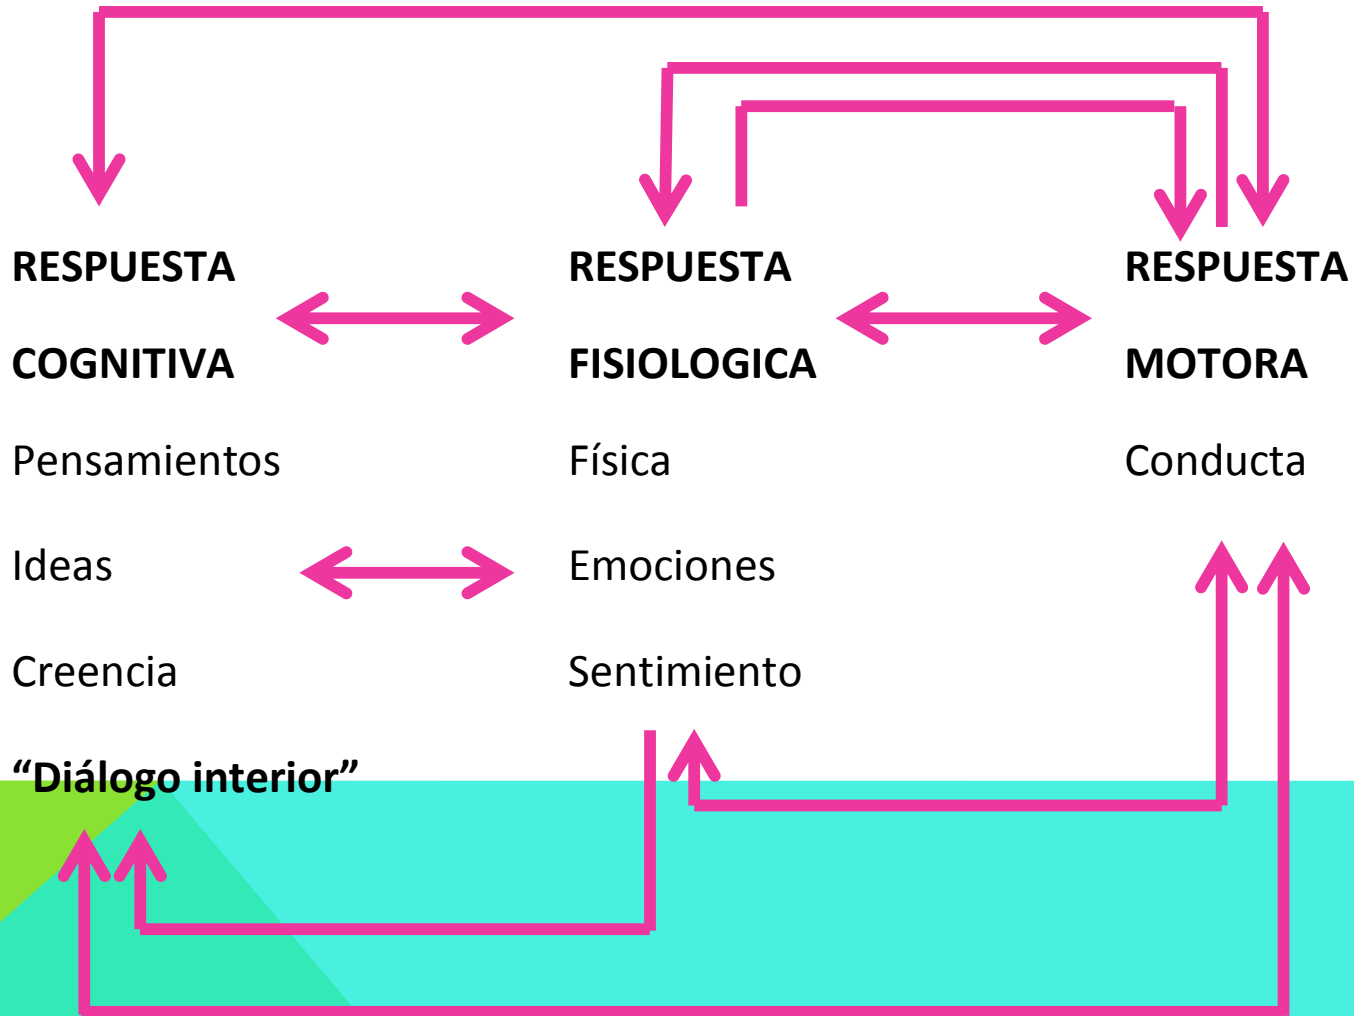 RESPUESTA
COGNITIVA
Pensamientos
Ideas
Creencia
“Diálogo interior”
RESPUESTA
FISIOLOGICA
Física
Emociones
Sentimiento
RESPUESTA
MOTORA
Conducta